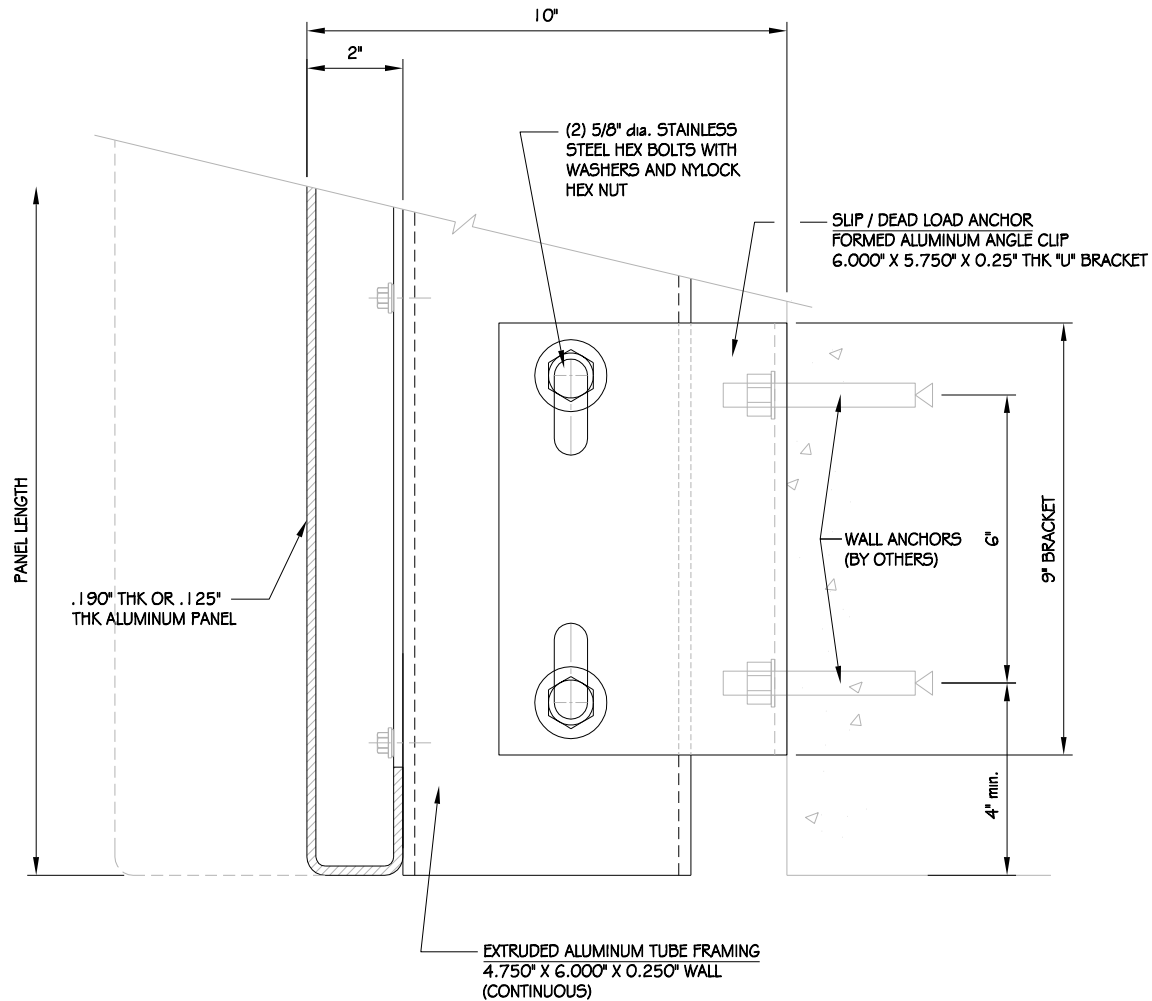 10"
2"
(2) 5/8" dia. STAINLESS
STEEL HEX BOLTS WITH
WASHERS AND NYLOCK
HEX NUT
SLIP / DEAD LOAD ANCHOR
FORMED ALUMINUM ANGLE CLIP
6.000" X 5.750" X 0.25" THK "U" BRACKET
PANEL LENGTH
.190" THK OR .125"
THK ALUMINUM PANEL
WALL ANCHORS
(BY OTHERS)
6"
9" BRACKET
4" min.
EXTRUDED ALUMINUM TUBE FRAMING
4.750" X 6.000" X 0.250" WALL
(CONTINUOUS)